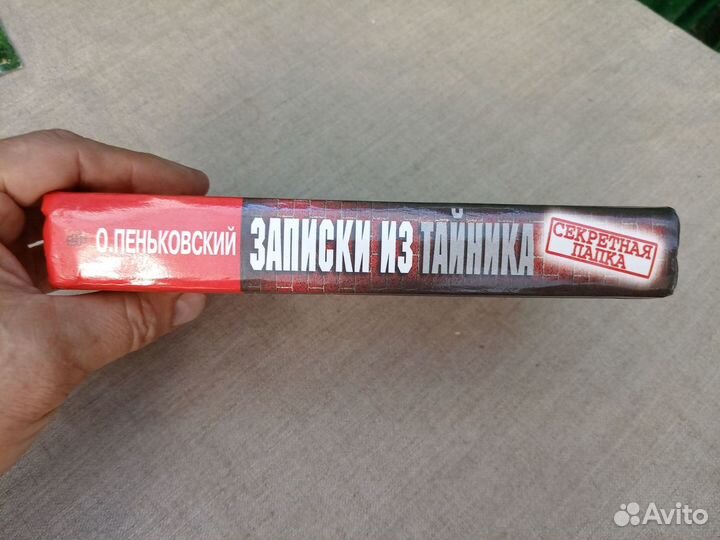 О.ПЕНЬКОВСКИЙ
ЗАПИСКИ ИЗ ТАЙНИКА
СЕКРЕТНАЯ
ПАПКА
Avito